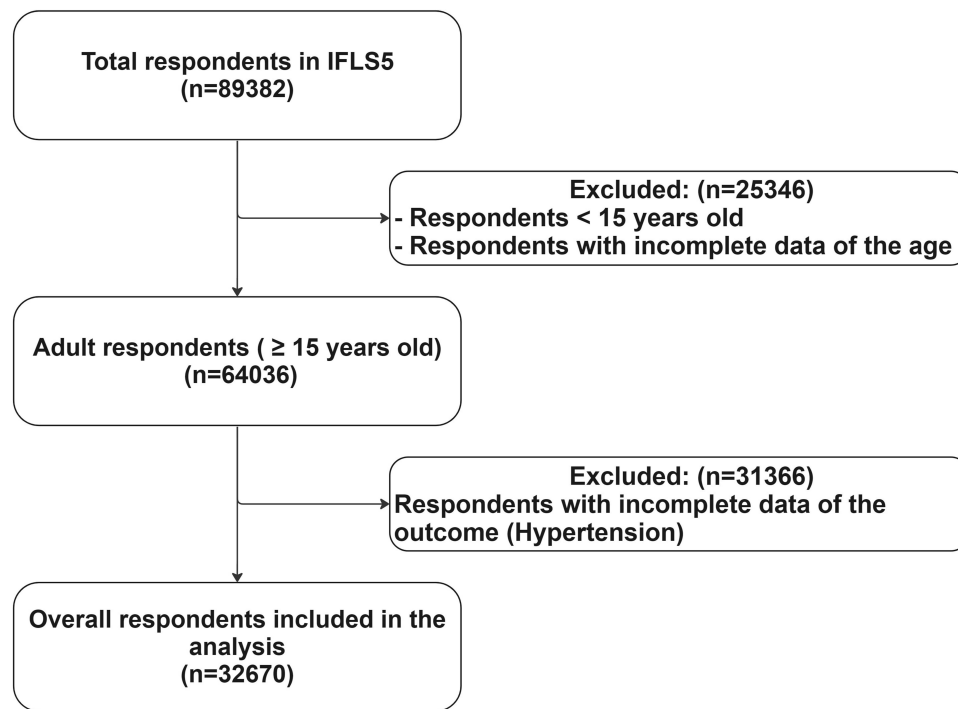 Total respondents in IFLS5
(n=89382)
Excluded: (n=25346)
- Respondents < 15 years old
- Respondents with incomplete data of the age
Adult respondents ( ≥ 15 years old)
(n=64036)
Excluded: (n=31366)
Respondents with incomplete data of the
outcome (Hypertension)
Overall respondents included in the
analysis
(n=32670)